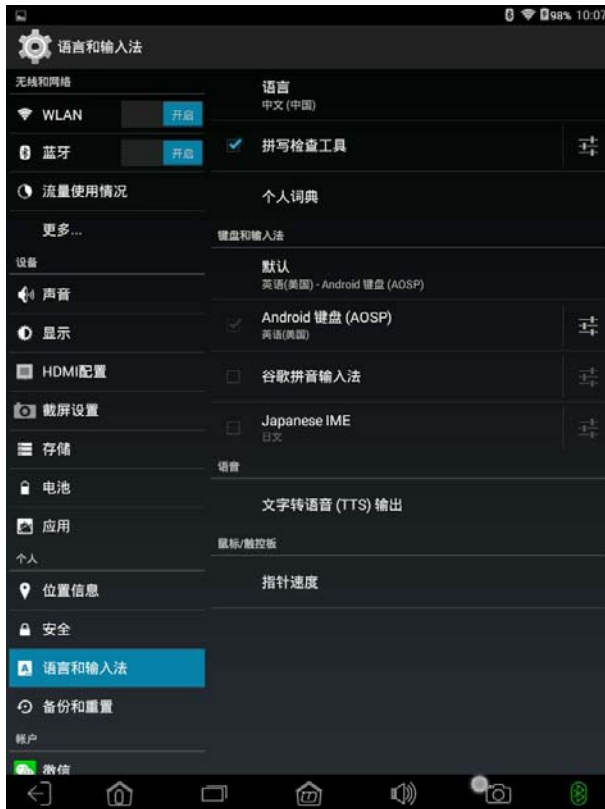 98% 10:07
语言和输入法
无线和网络
WLAN
开启
蓝牙
开启
流量使用情况
更多...
设备
声音
显示
HDMI配置
截屏设置
存储
电池
应用
个人
位置信息
安全
语言和输入法
备份和重置
帐户
微信
语言
中文 (中国)
拼写检查工具
个人词典
键盘和输入法
默认
英语(美国) - Android 键盘 (AOSP)
Android 键盘 (AOSP)
英语(美国)
谷歌拼音输入法
Japanese IME
日文
语音
文字转语音 (TTS) 输出
鼠标/触控板
指针速度